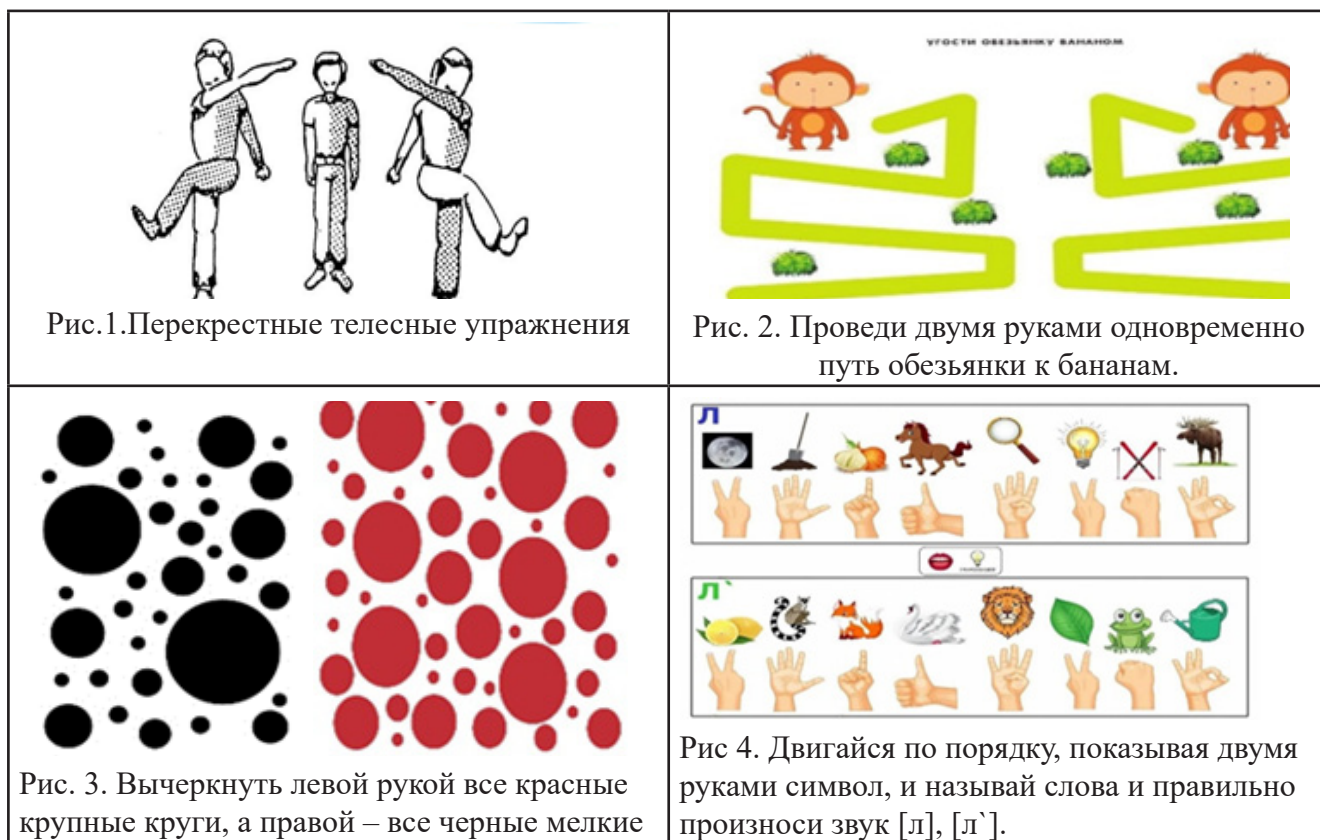 УГОСТИ ОБЕЗЬЯНКУ БАНАНОМ
Рис.1.Перекрестные телесные упражнения
Рис. 2. Проведи двумя руками одновременно
путь обезьянки к бананам.
Л
Л`
Рис. 3. Вычеркнуть левой рукой все красные
крупные круги, а правой – все черные мелкие
Рис 4. Двигайся по порядку, показывая двумя
руками символ, и называй слова и правильно
произноси звук [л], [л`].